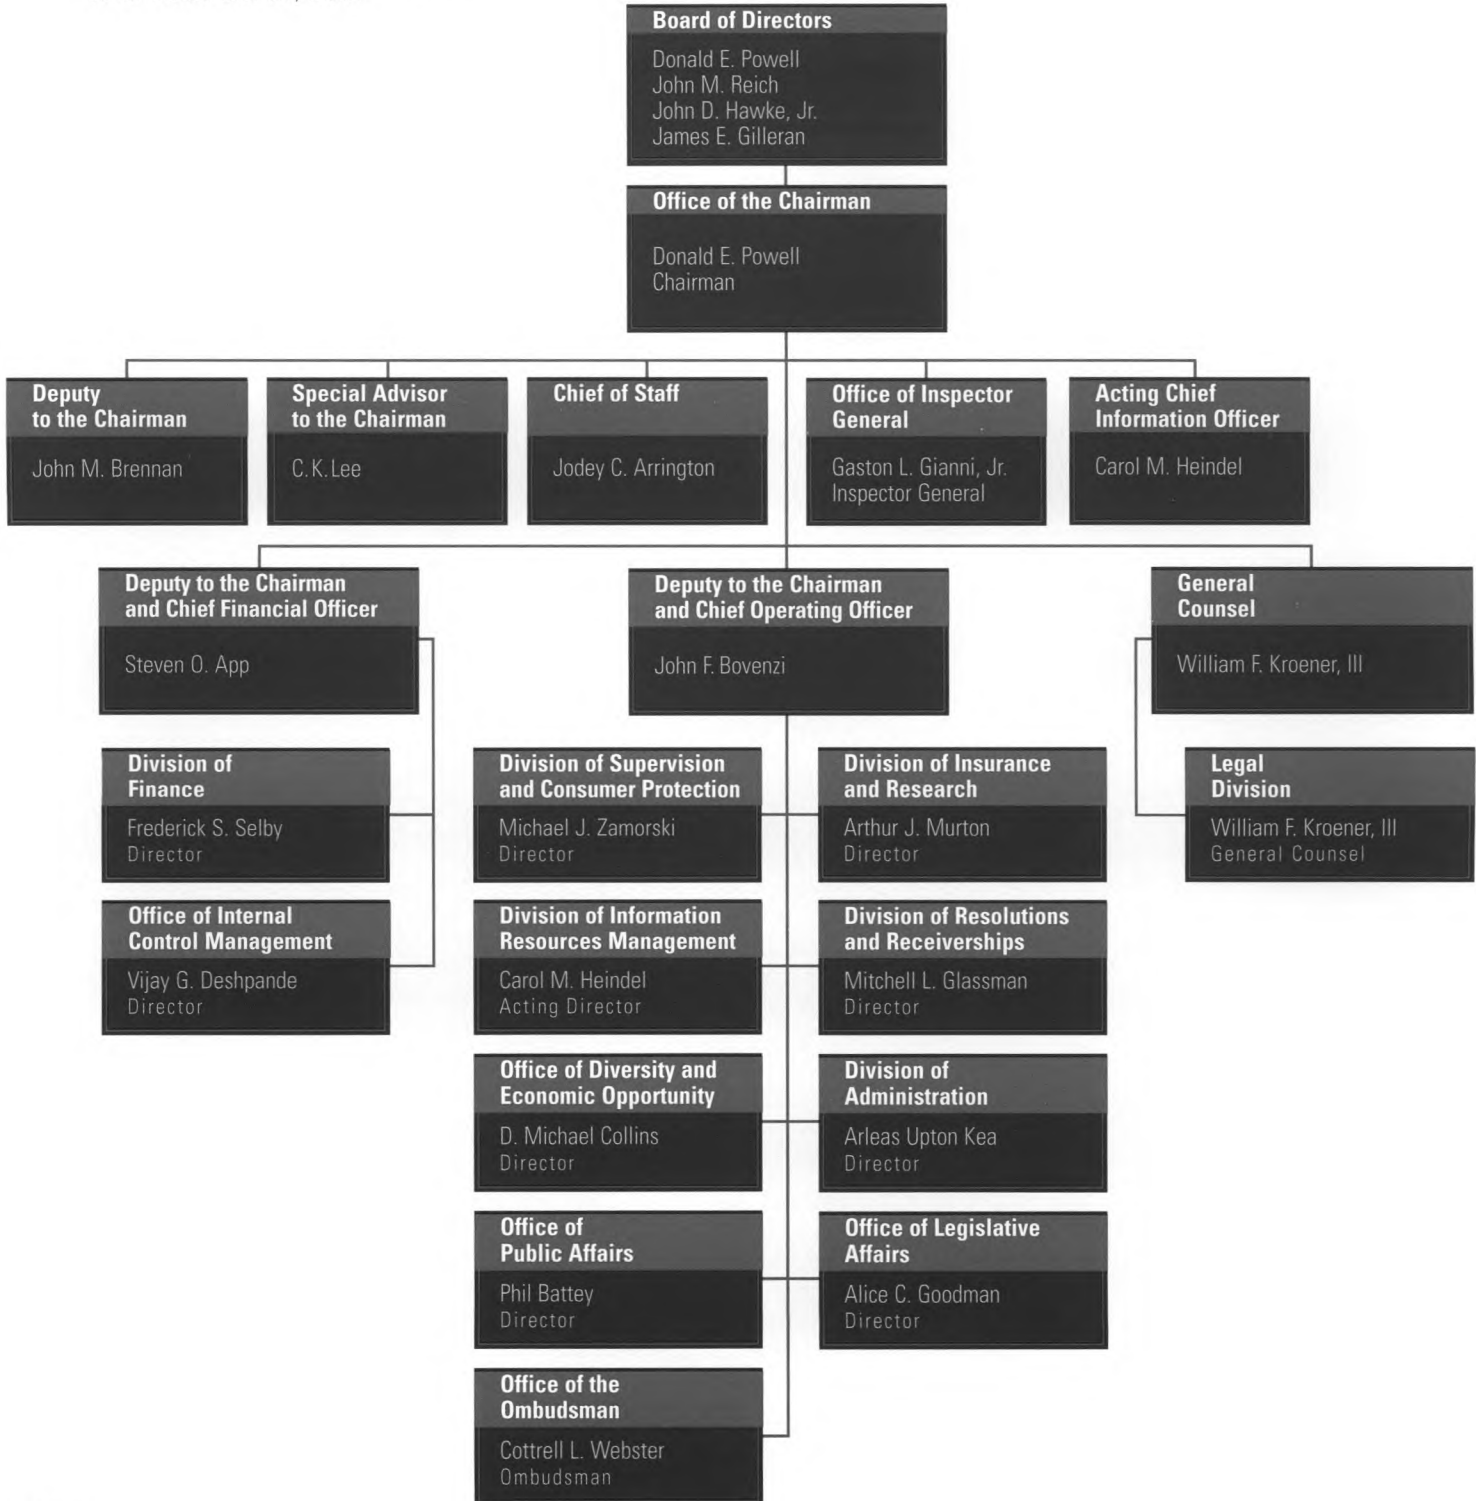 Board of Directors
Donald E. Powell
John M. Reich
John D. Hawke, Jr.
James E. Gilleran
Office of the Chairman
Donald E. Powell
Chairman
Deputy
to the Chairman
John M. Brennan
Special Advisor
to the Chairman
C.K.Lee
Chief of Staff
Jodey C. Arrington
Office of Inspector
General
Gaston L. Gianni, Jr.
Inspector General
Acting Chief
Information Officer
Carol M. Heindel
Deputy to the Chairman
and Chief Financial Officer
Steven O. App
Deputy to the Chairman
and Chief Operating Officer
John F. Bovenzi
General
Counsel
William F. Kroener, III
Division of
Finance
Frederick S. Selby
Director
Division of Supervision
and Consumer Protection
Michael J. Zamorski
Director
Division of Insurance
and Research
Arthur J. Murton
Director
Legal
Division
William F. Kroener, III
General Counsel
Office of Internal
Control Management
Vijay G. Deshpande
Director
Division of Information
Resources Management
Carol M. Heindel
Acting Director
Division of Resolutions
and Receiverships
Mitchell L. Glassman
Director
Office of Diversity and
Economic Opportunity
D. Michael Collins
Director
Division of
Administration
Arleas Upton Kea
Director
Office of
Public Affairs
Phil Battey
Director
Office of Legislative
Affairs
Alice C. Goodman
Director
Office of the
Ombudsman
Cottrell L. Webster
Ombudsman